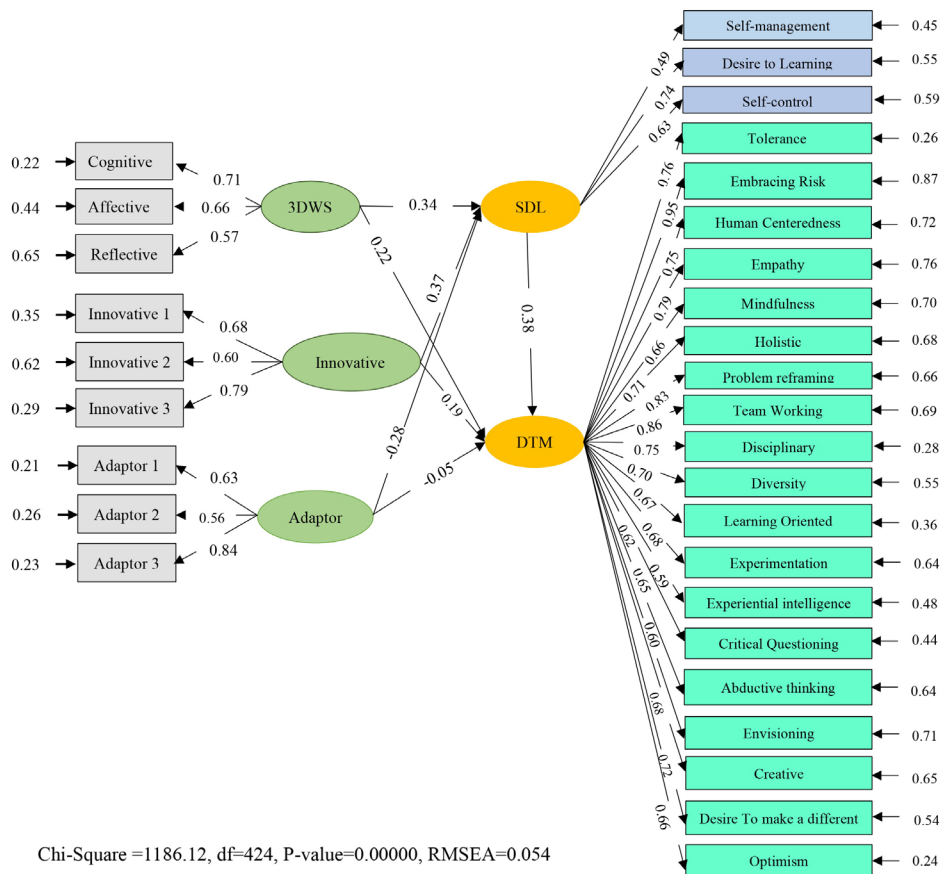 Self-management
0.45
Desire to Learning
0.55
Self-control
0.59
Tolerance
0.26
Embracing Risk
0.87
Human Centeredness
0.72
Empathy
0.76
Mindfulness
0.70
Holistic
0.68
Problem reframing
0.66
Team Working
0.69
Disciplinary
0.28
Diversity
0.55
Learning Oriented
0.36
Experimentation
0.64
Experiential intelligence
0.48
Critical Questioning
0.44
Abductive thinking
0.64
Envisioning
0.71
Creative
0.65
Desire To make a different
0.54
Optimism
0.24
0.49
0.74
0.63
0.76
0.95
0.75
0.79
0.66
0.71
0.83
0.86
0.75
0.70
0.67
0.68
0.62
0.59
0.65
0.60
0.68
0.72
0.66
0.22
Cognitive
0.71
0.44
Affective
0.66
0.65
Reflective
0.57
3DWS
0.34
SDL
0.22
0.37
0.38
0.35
Innovative 1
0.68
0.62
Innovative 2
0.60
0.29
Innovative 3
0.79
Innovative
0.19
-0.28
DTM
-0.05
0.21
Adaptor 1
0.63
0.26
Adaptor 2
0.56
0.23
Adaptor 3
0.84
Adaptor
Chi-Square =1186.12, df=424, P-value=0.00000, RMSEA=0.054